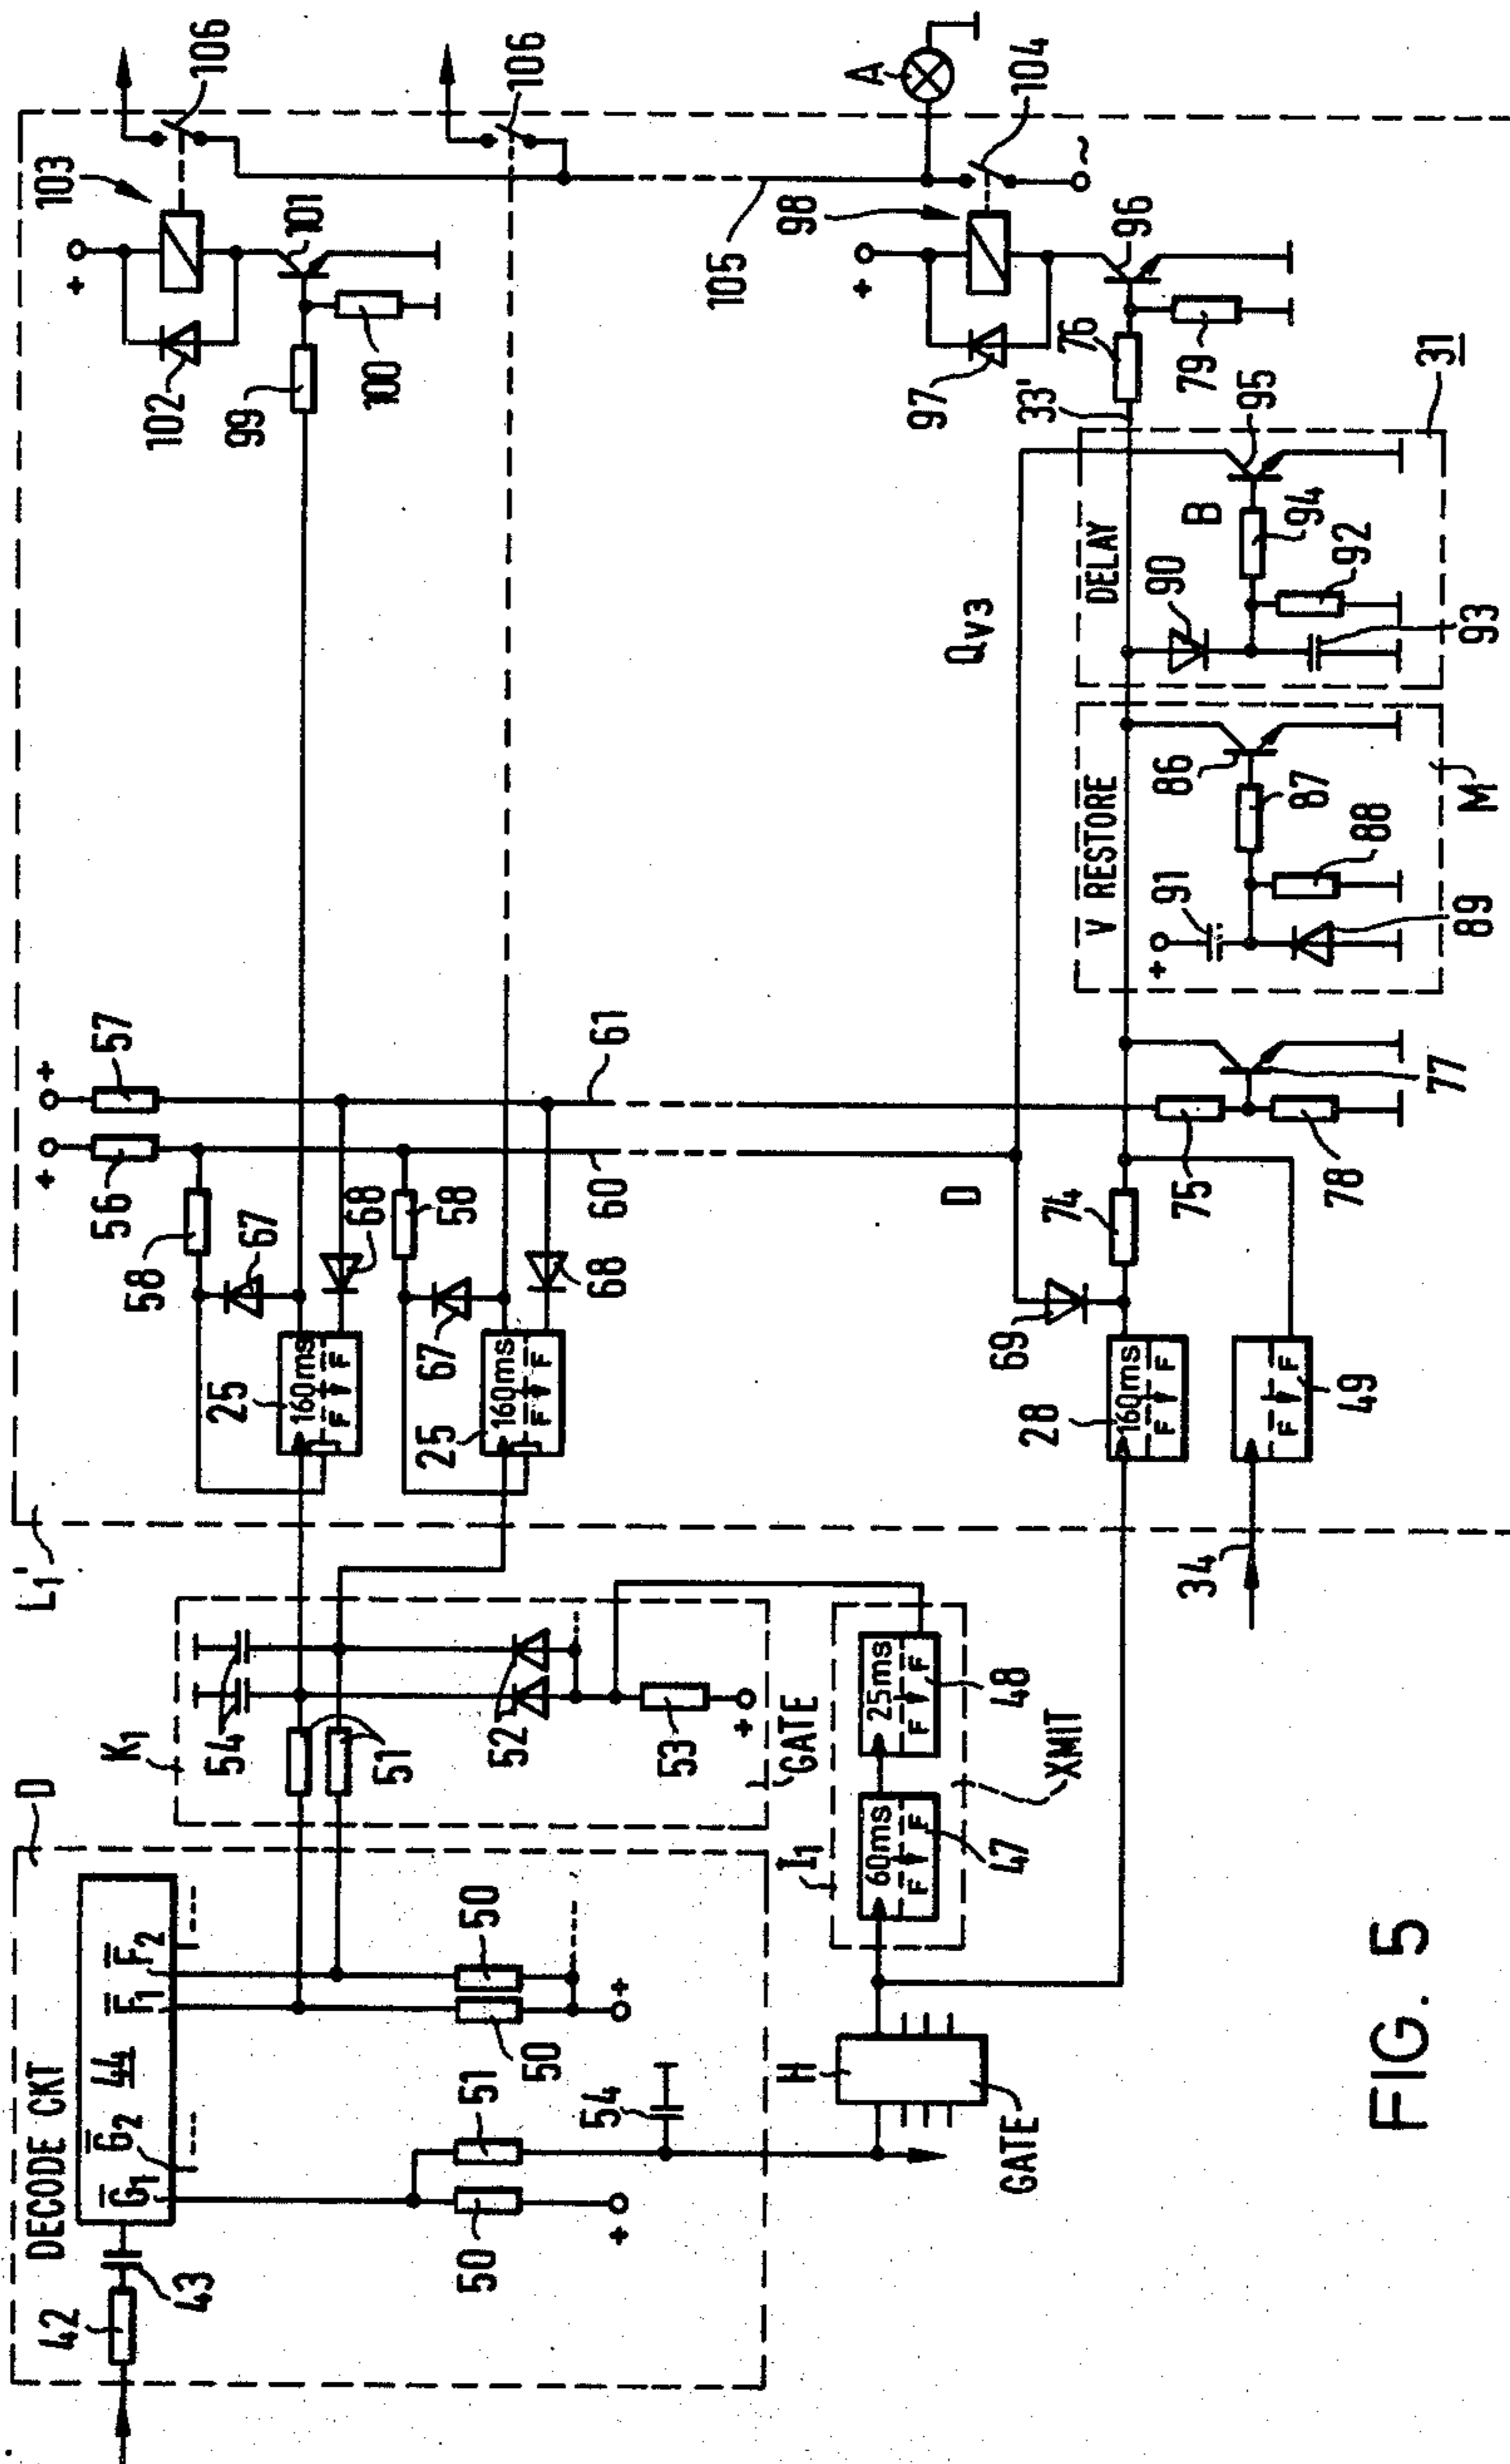 D
DECODE CKT
42
43
44
G̅1
G̅2
F̅1
F̅2
50
51
54
50
50
H
GATE
K1
54
51
52
53
+
GATE
I1
60ms
F F̅
47
25ms
F F̅
48
XMIT
34
L1'
25
160ms
F F̅
25
160ms
F F̅
28
160ms
F F̅
49
F F̅
58
67
68
58
67
68
69
56
57
+
+
60
61
D
74
75
77
78
V RESTORE
+
91
86
87
88
89
M
QV3
DELAY
90
B
94
92
93
95
31
33'
76
79
96
97
98
+
99
100
101
102
103
+
104
105
~
A
106
106
+
+
FIG. 5